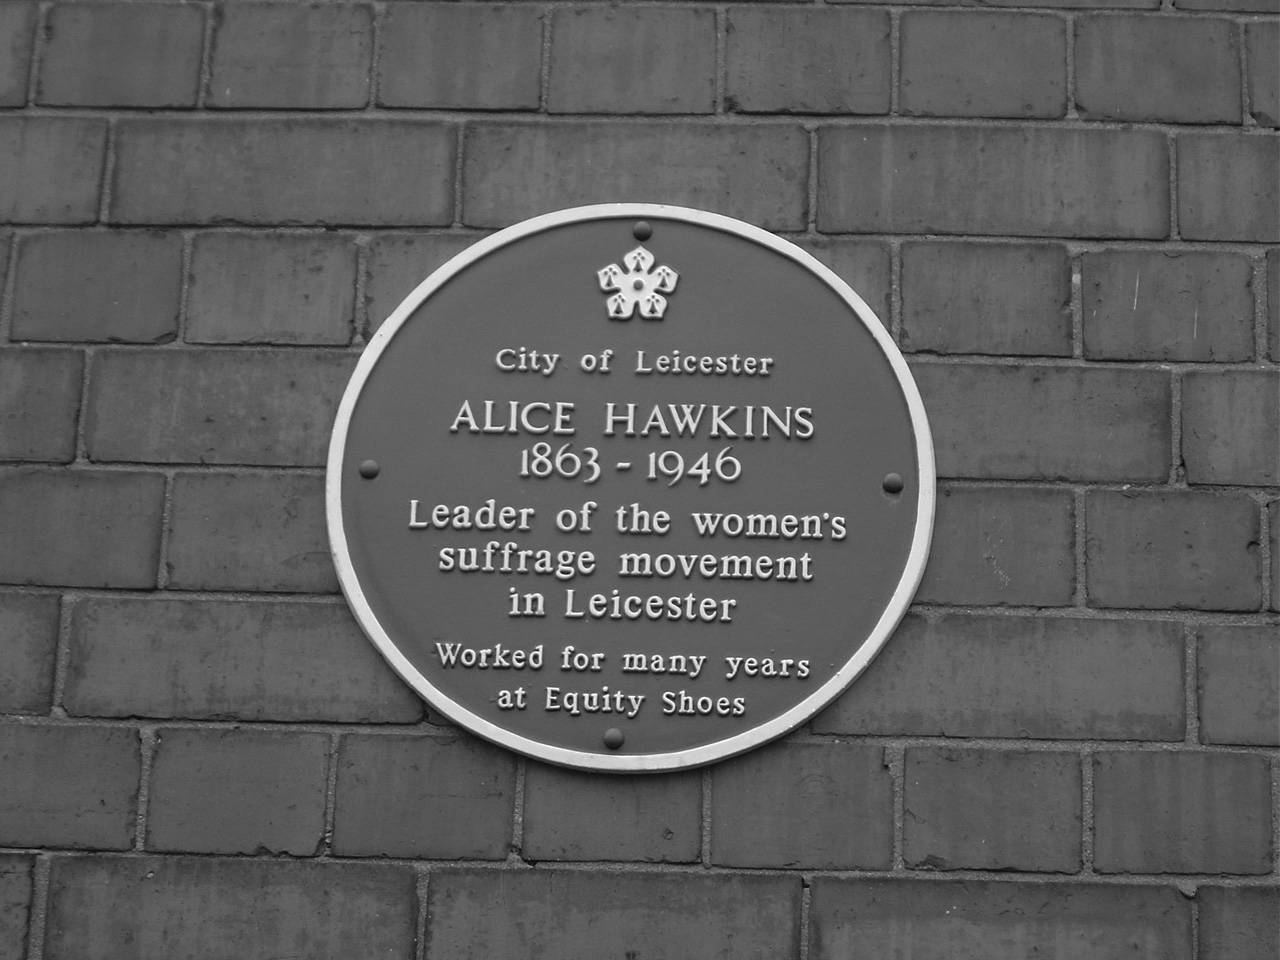 City of Leicester
ALICE HAWKINS
1863 - 1946
Leader of the women's
suffrage movement
in Leicester
Worked for many years
at Equity Shoes